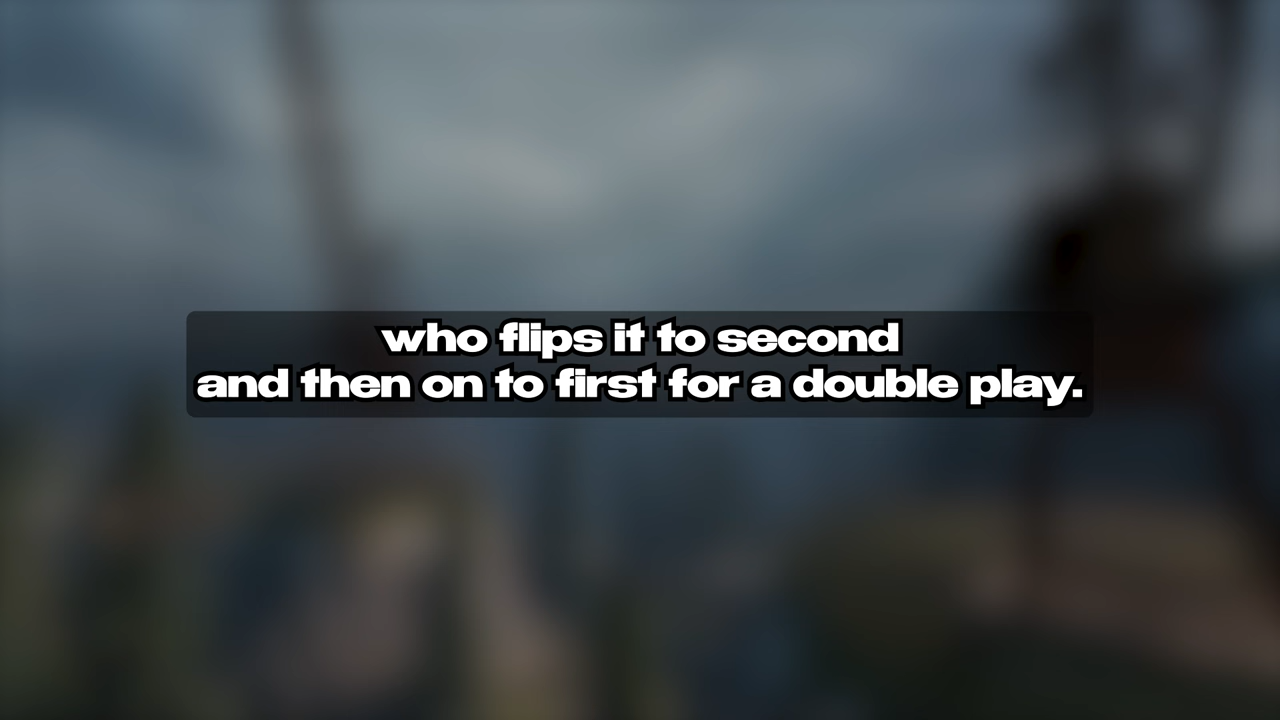 who flips it to second
and then on to first for a double play.